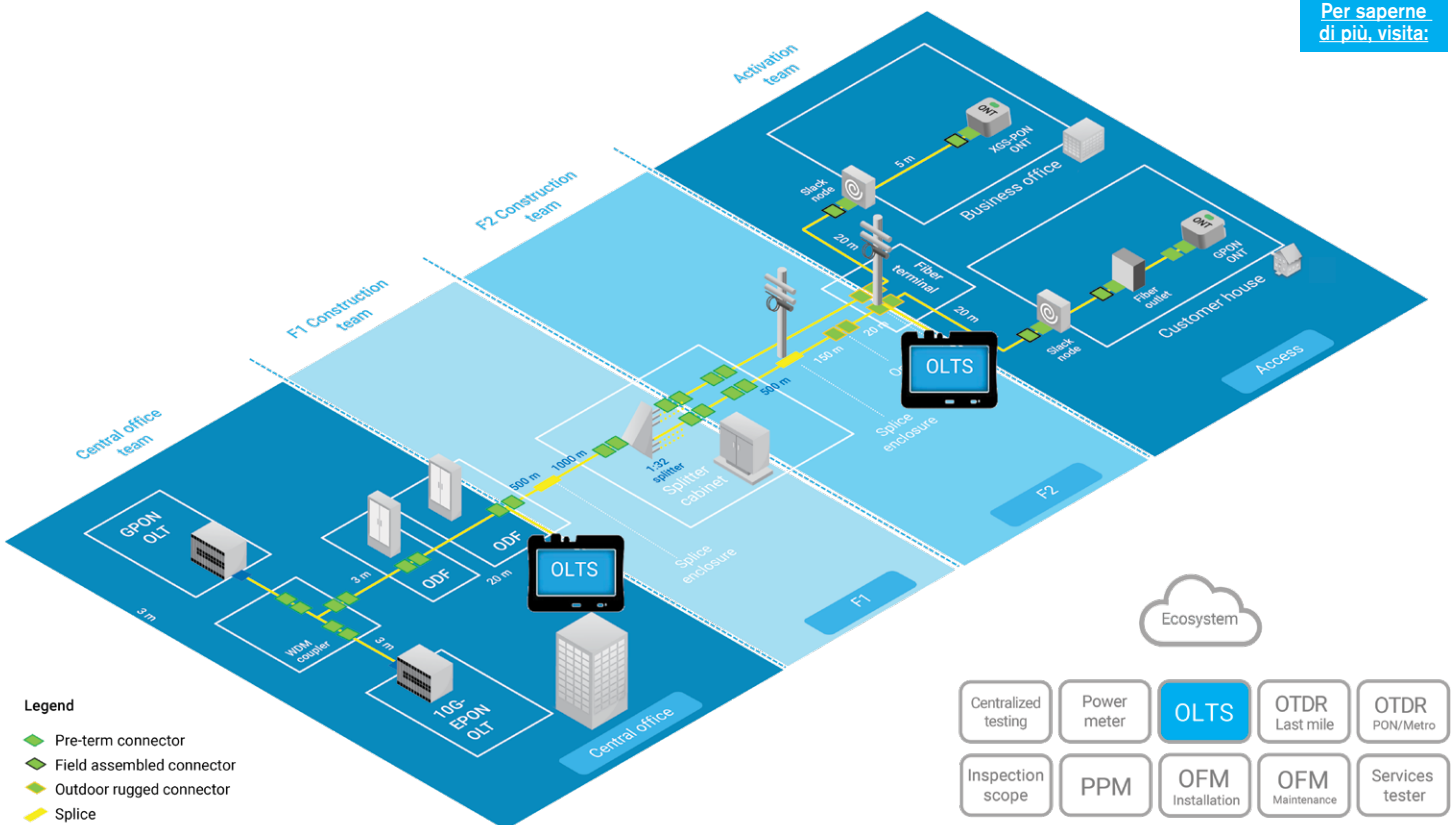 Per saperne
di più, visita:
Activation
team
F2 Construction
team
F1 Construction
team
Central office
team
ONT
XGS-PON
ONT
5 m
Slack
node
Business office
20 m
Fiber
terminal
ONT
GPON
ONT
Fiber
outlet
Customer house
20 m
Slack
node
Access
20 m
150 m
OLTS
500 m
Splice
enclosure
F2
1:32
splitter
Splitter
cabinet
1000 m
500 m
Splice
enclosure
F1
ODF
20 m
OLTS
ODF
3 m
GPON
OLT
3 m
WDM
coupler
3 m
10G-
EPON
OLT
Central office
Legend
Pre-term connector
Field assembled connector
Outdoor rugged connector
Splice
Ecosystem
Centralized
testing
Power
meter
OLTS
OTDR
Last mile
OTDR
PON/Metro
Inspection
scope
PPM
OFM
Installation
OFM
Maintenance
Services
tester